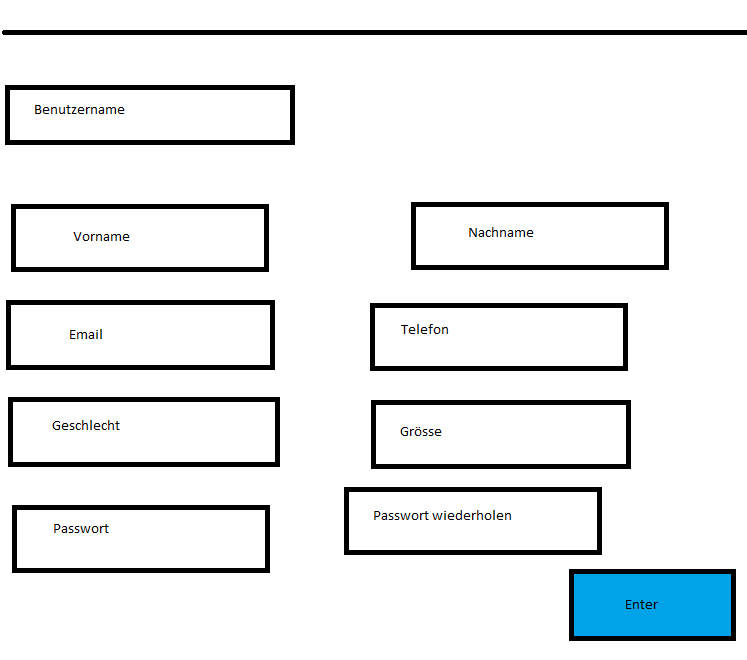 Benutzername
Vorname
Nachname
Email
Telefon
Geschlecht
Grösse
Passwort
Passwort wiederholen
Enter